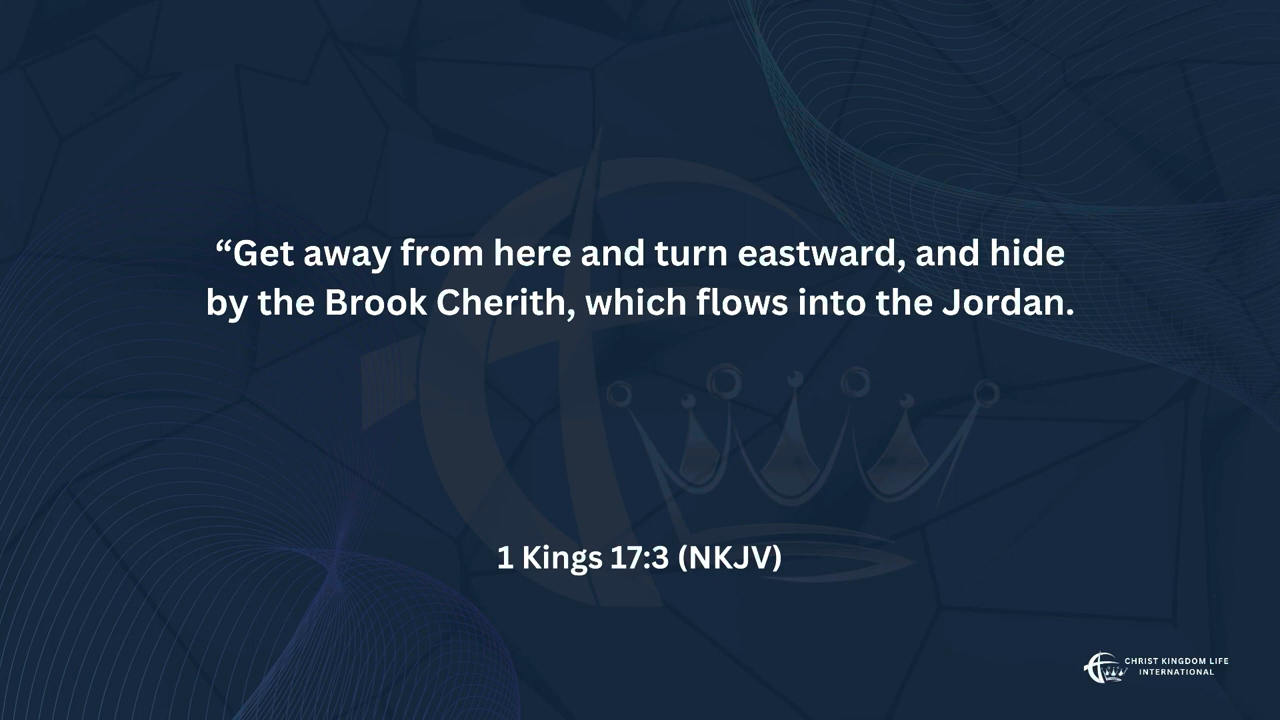 “Get away from here and turn eastward, and hide
by the Brook Cherith, which flows into the Jordan.
1 Kings 17:3 (NKJV)
CHRIST KINGDOM LIFE
INTERNATIONAL